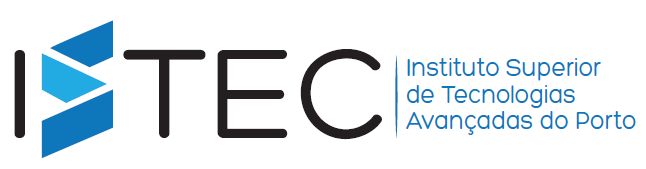 ISTEC
Instituto Superior
de Tecnologias
Avançadas do Porto